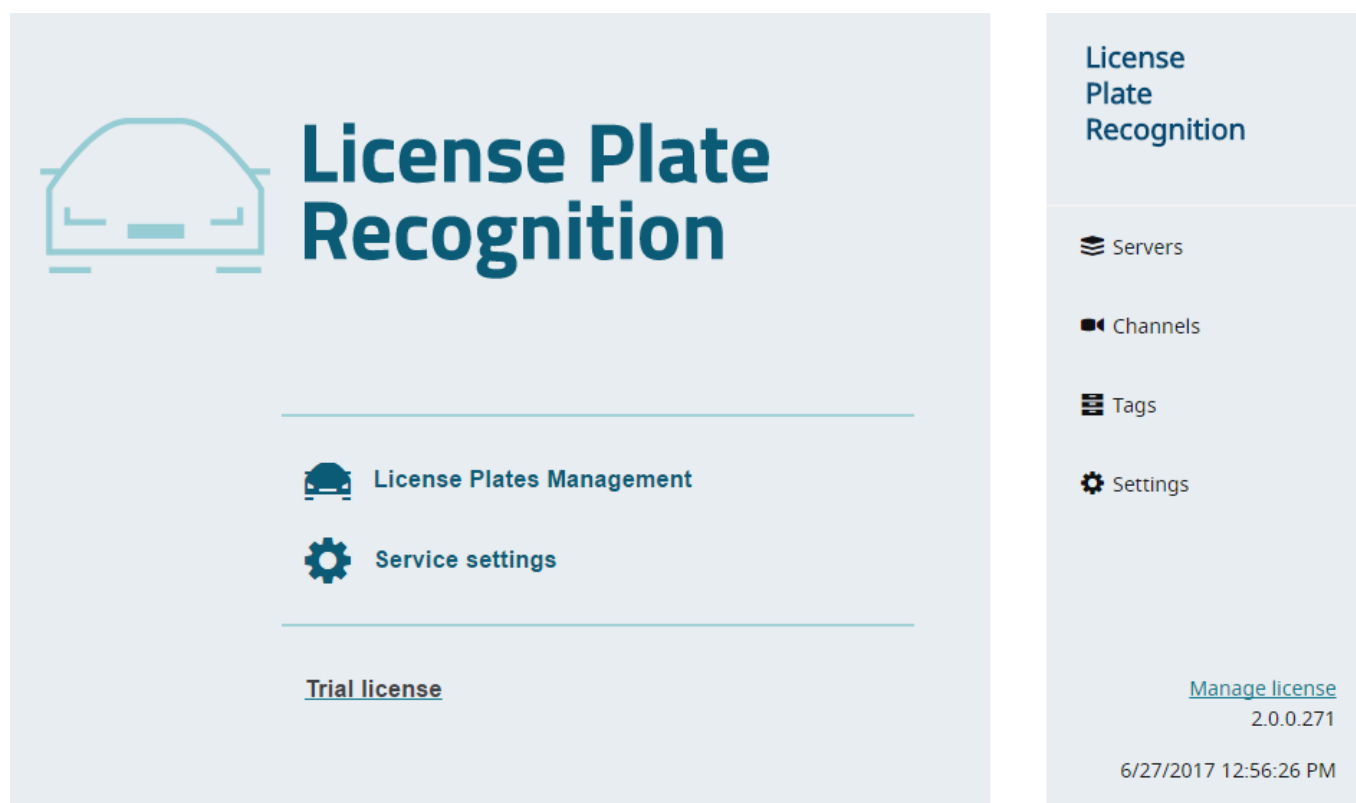 License Plate
Recognition
License Plates Management
Service settings
Trial license
License
Plate
Recognition
Servers
Channels
Tags
Settings
Manage license
2.0.0.271
6/27/2017 12:56:26 PM